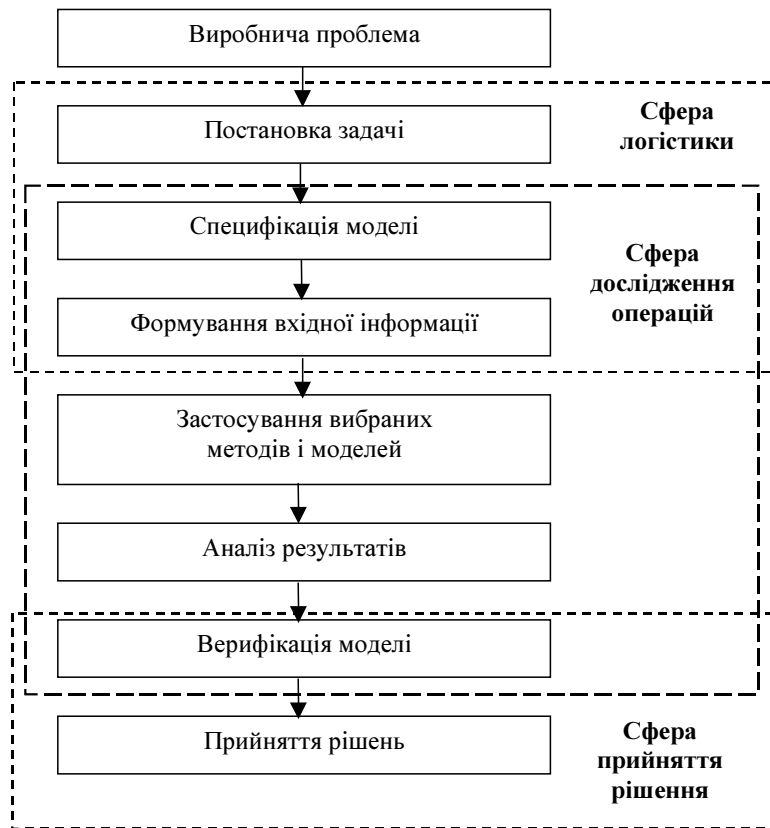 Виробнича проблема
Постановка задачі
Сфера
логістики
Специфікація моделі
Сфера
дослідження
операцій
Формування вхідної інформації
Застосування вибраних
методів і моделей
Аналіз результатів
Верифікація моделі
Прийняття рішень
Сфера
прийняття
рішення